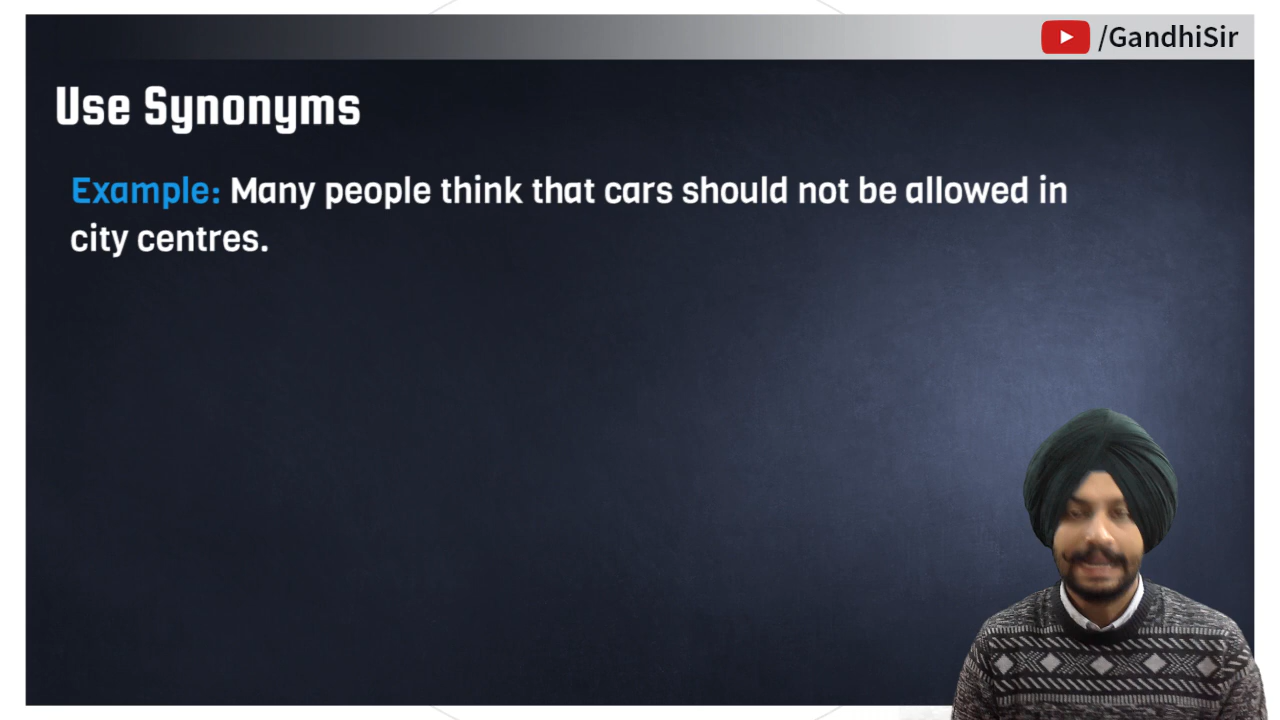 /GandhiSir
Use Synonyms
Example: Many people think that cars should not be allowed in
city centres.